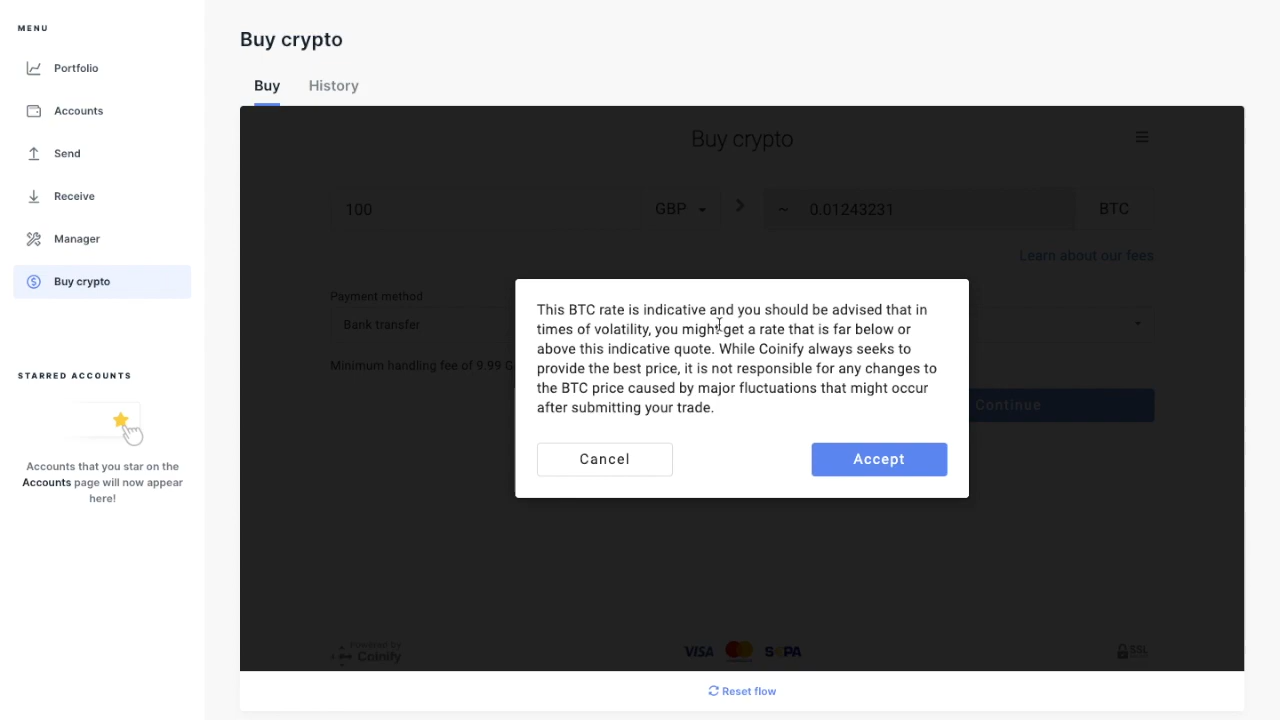 MENU
Portfolio
Accounts
Send
Receive
Manager
Buy crypto
STARRED ACCOUNTS
Accounts that you star on the
Accounts page will now appear
here!
Buy crypto
Buy History
Buy crypto
100 GBP ~ 0.01243231 BTC
Learn about our fees
Payment method
Bank transfer
Minimum handling fee of 9.99 G
Continue
This BTC rate is indicative and you should be advised that in
times of volatility, you might get a rate that is far below or
above this indicative quote. While Coinify always seeks to
provide the best price, it is not responsible for any changes to
the BTC price caused by major fluctuations that might occur
after submitting your trade.
Cancel Accept
Powered by
Coinify
VISA SEPA
SSL
Reset flow